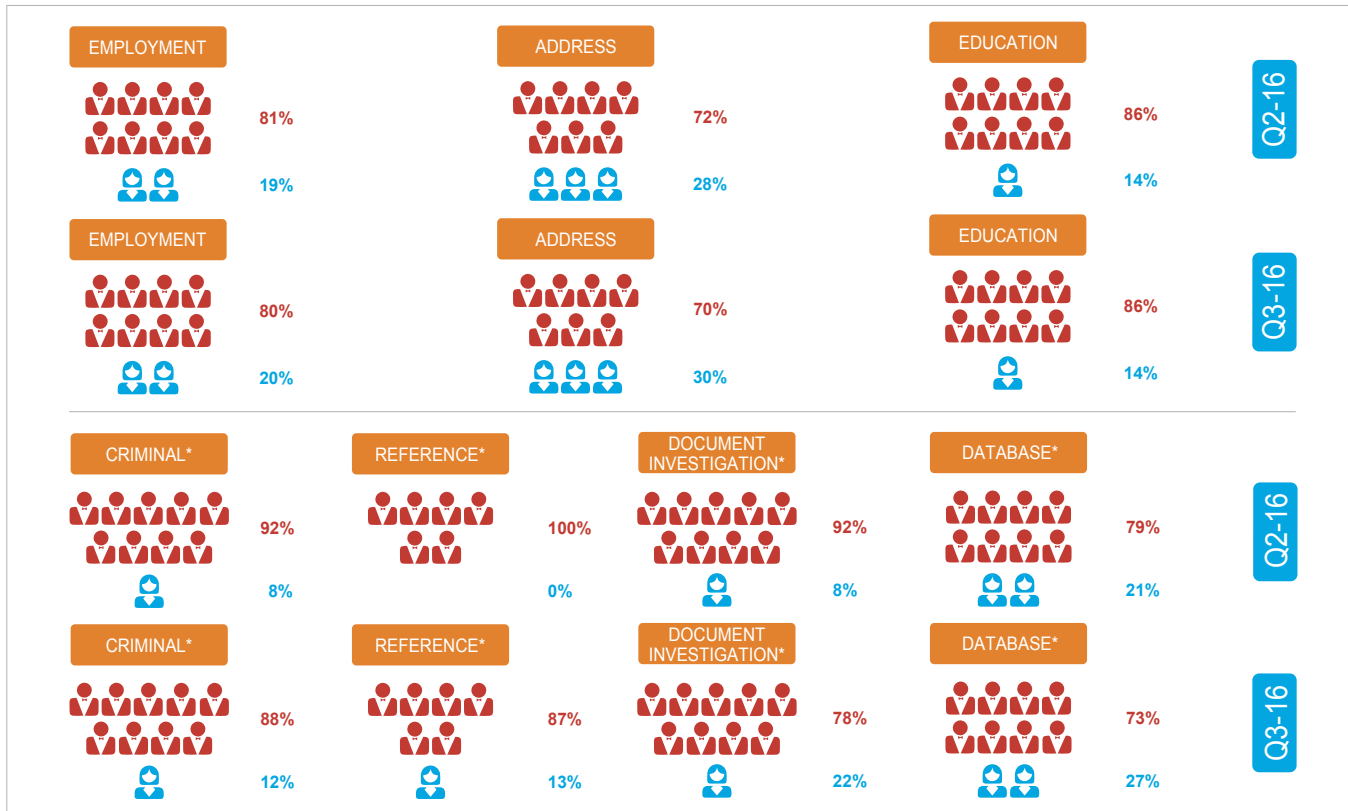 EMPLOYMENT
ADDRESS
EDUCATION
81%
72%
86%
19%
28%
14%
Q2-16
EMPLOYMENT
ADDRESS
EDUCATION
80%
70%
86%
20%
30%
14%
Q3-16
CRIMINAL*
REFERENCE*
DOCUMENT
INVESTIGATION*
DATABASE*
92%
100%
92%
79%
8%
0%
8%
21%
Q2-16
CRIMINAL*
REFERENCE*
DOCUMENT
INVESTIGATION*
DATABASE*
88%
87%
78%
73%
12%
13%
22%
27%
Q3-16